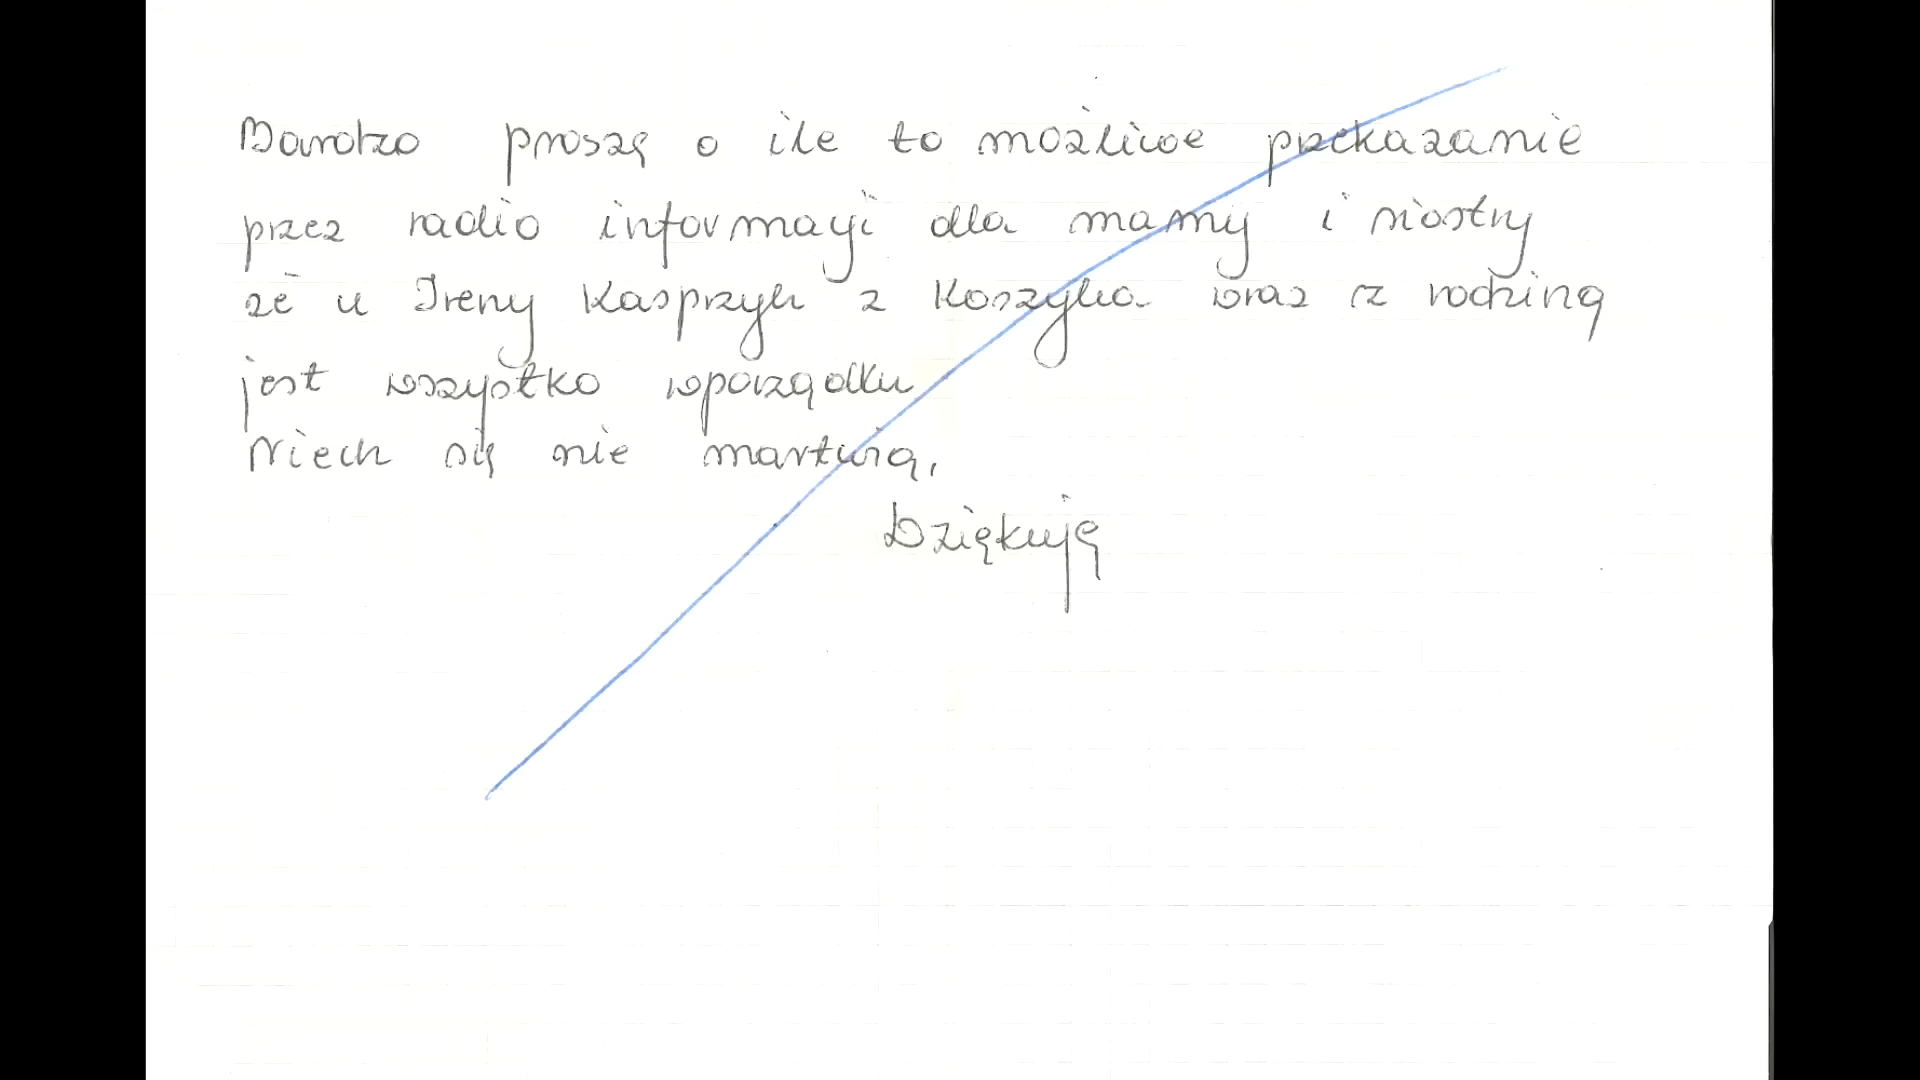 Bardzo proszę o ile to możliwe przekazanie
przez radio informacji dla mamy i siostry
że u Ireny Kasprzyk z Koszyka oraz z rodziną
jest wszystko wporządku
Niech się nie martwią,
Dziękuję